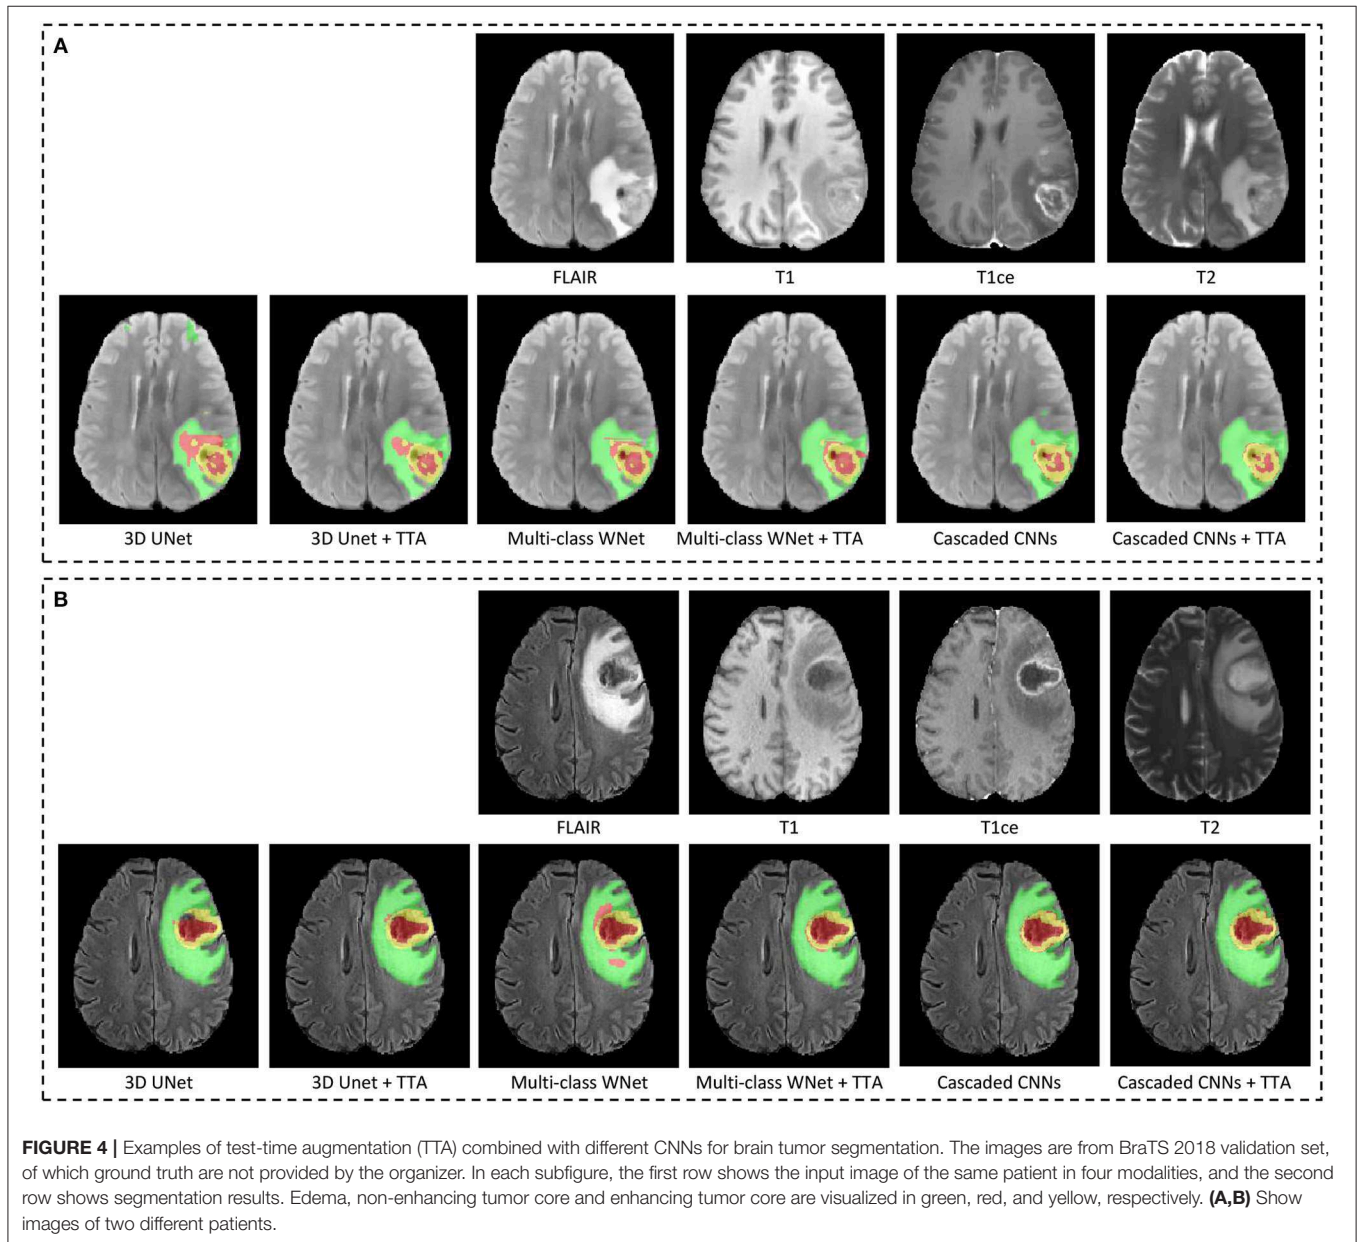 A
FLAIR T1 T1ce T2
3D UNet 3D Unet + TTA Multi-class WNet Multi-class WNet + TTA Cascaded CNNs Cascaded CNNs + TTA
B
FLAIR T1 T1ce T2
3D UNet 3D Unet + TTA Multi-class WNet Multi-class WNet + TTA Cascaded CNNs Cascaded CNNs + TTA
FIGURE 4 | Examples of test-time augmentation (TTA) combined with different CNNs for brain tumor segmentation. The images are from BraTS 2018 validation set,
of which ground truth are not provided by the organizer. In each subfigure, the first row shows the input image of the same patient in four modalities, and the second
row shows segmentation results. Edema, non-enhancing tumor core and enhancing tumor core are visualized in green, red, and yellow, respectively. (A,B) Show
images of two different patients.